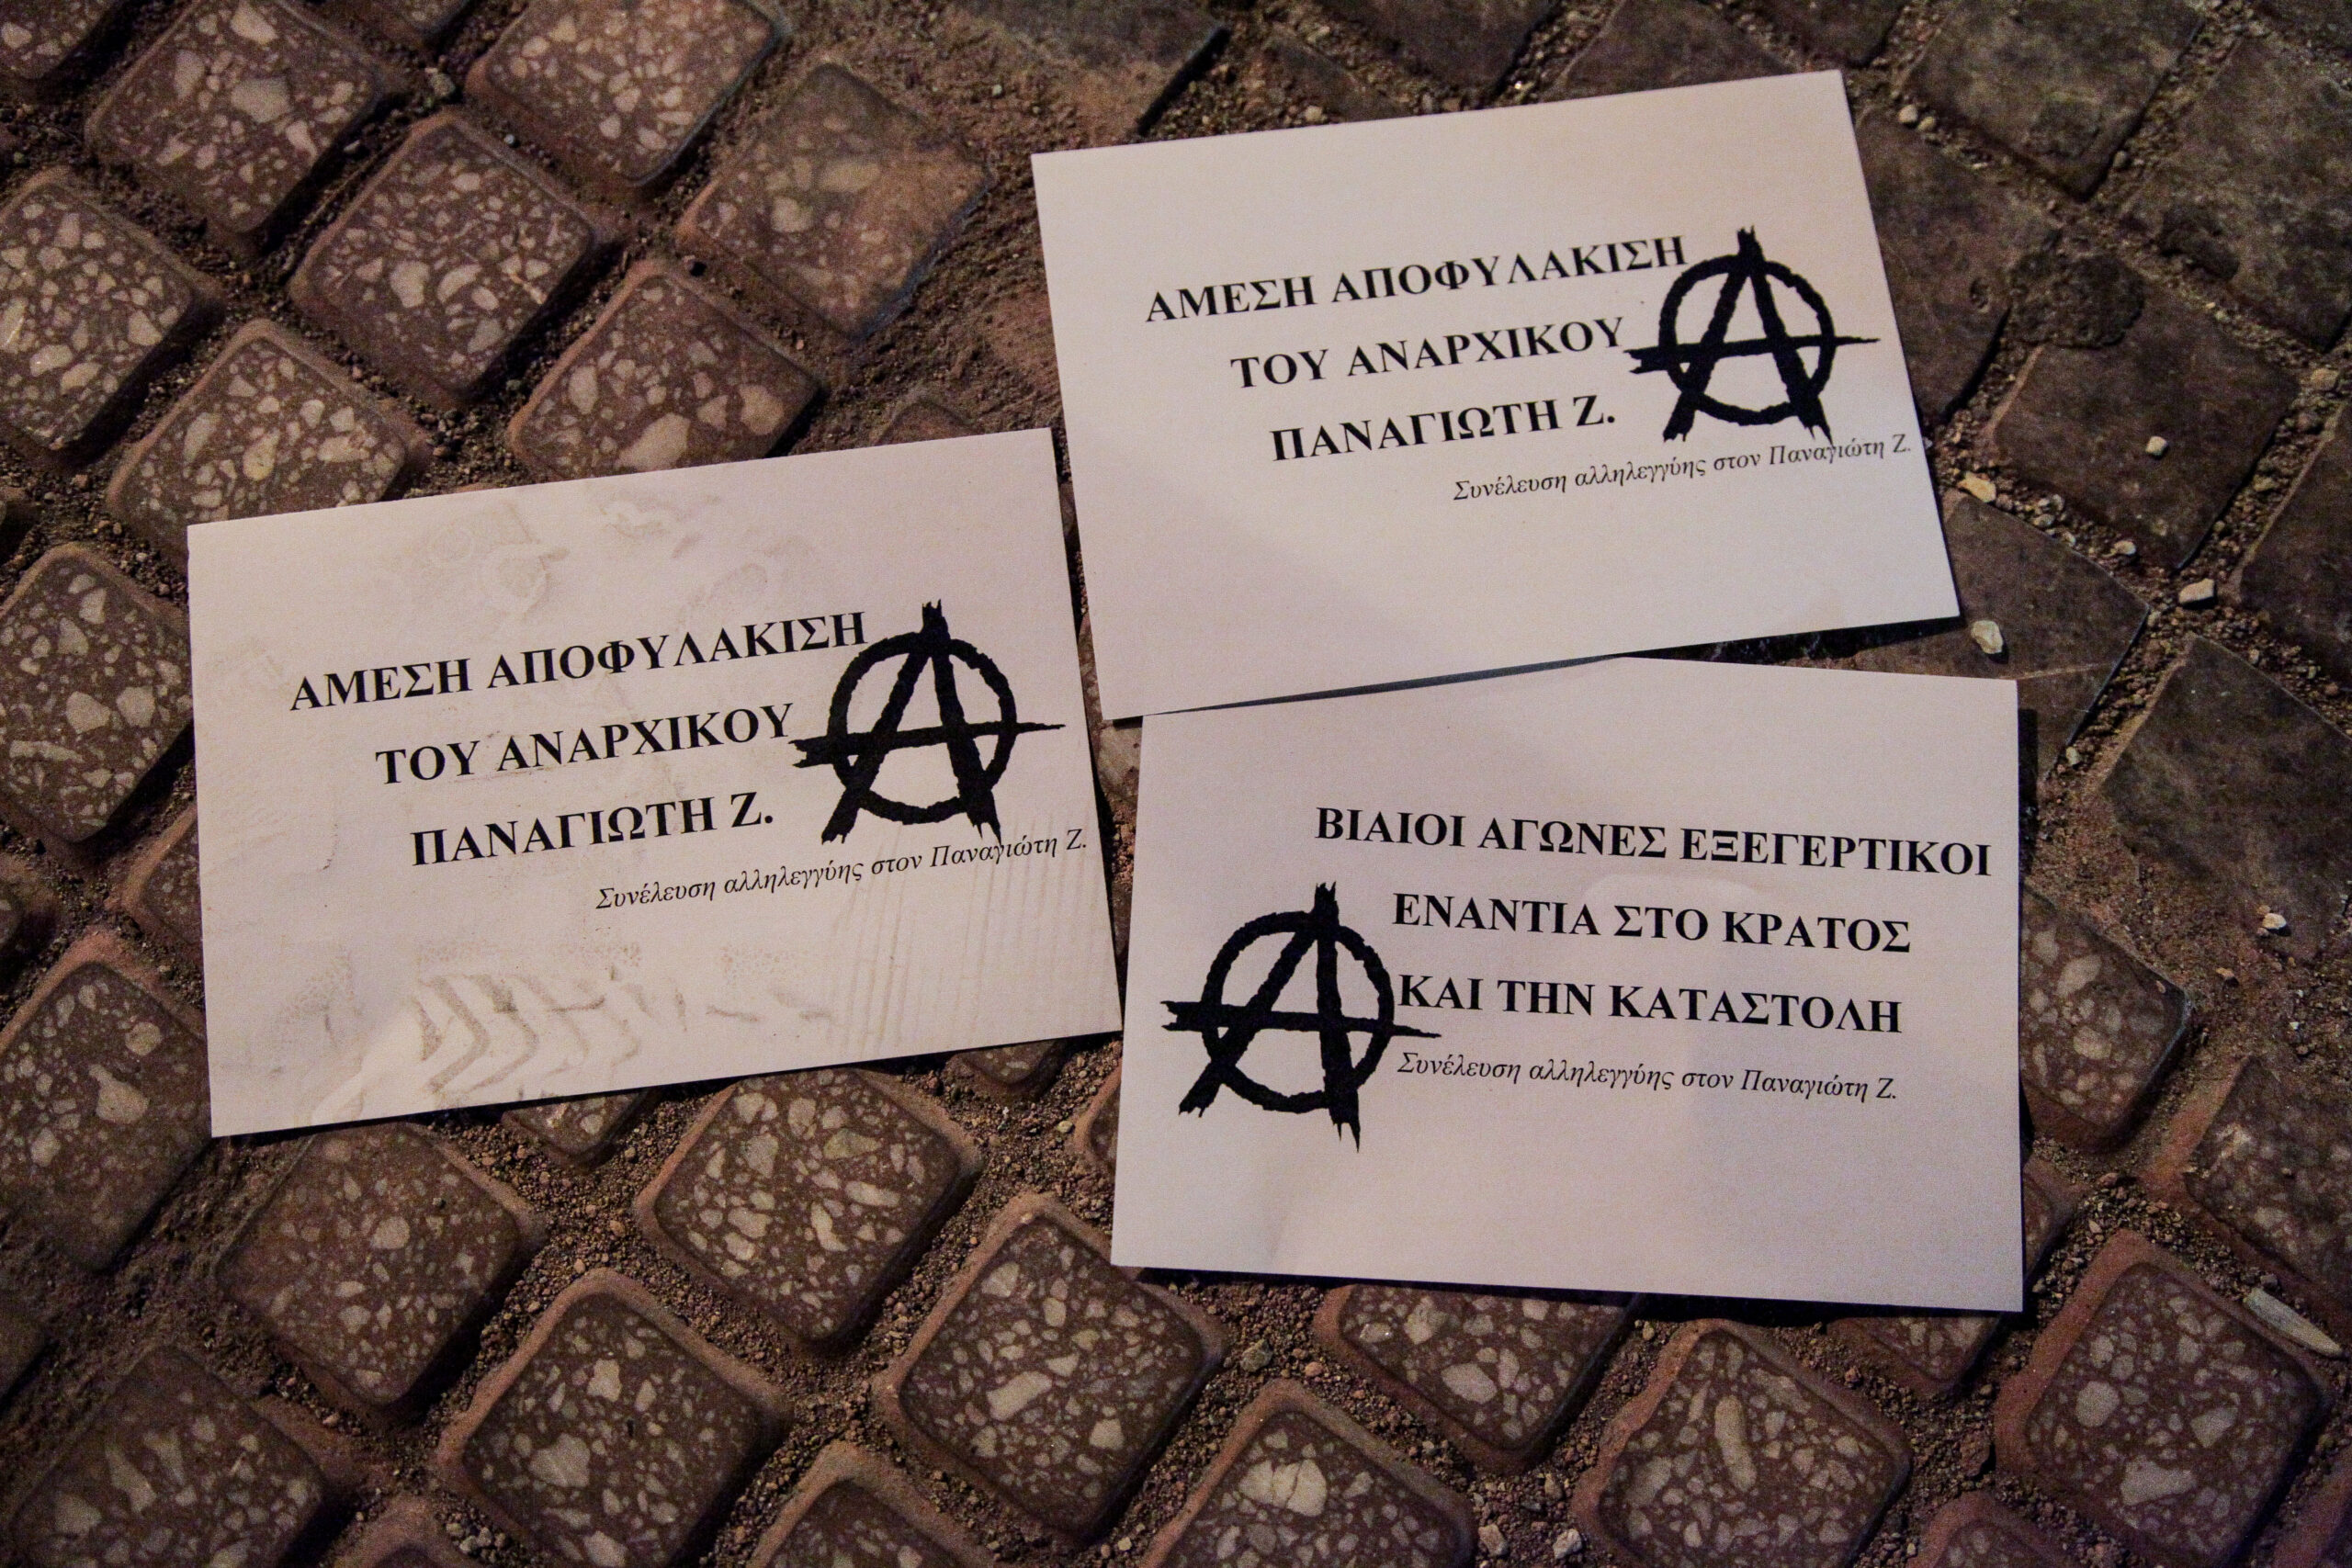 ΑΜΕΣΗ ΑΠΟΦΥΛΑΚΙΣΗ
ΤΟΥ ΑΝΑΡΧΙΚΟΥ
ΠΑΝΑΓΙΩΤΗ Ζ.
Συνέλευση αλληλεγγύης στον Παναγιώτη Ζ.
ΑΜΕΣΗ ΑΠΟΦΥΛΑΚΙΣΗ
ΤΟΥ ΑΝΑΡΧΙΚΟΥ
ΠΑΝΑΓΙΩΤΗ Ζ.
Συνέλευση αλληλεγγύης στον Παναγιώτη Ζ.
ΒΙΑΙΟΙ ΑΓΩΝΕΣ ΕΞΕΓΕΡΤΙΚΟΙ
ΕΝΑΝΤΙΑ ΣΤΟ ΚΡΑΤΟΣ
ΚΑΙ ΤΗΝ ΚΑΤΑΣΤΟΛΗ
Συνέλευση αλληλεγγύης στον Παναγιώτη Ζ.